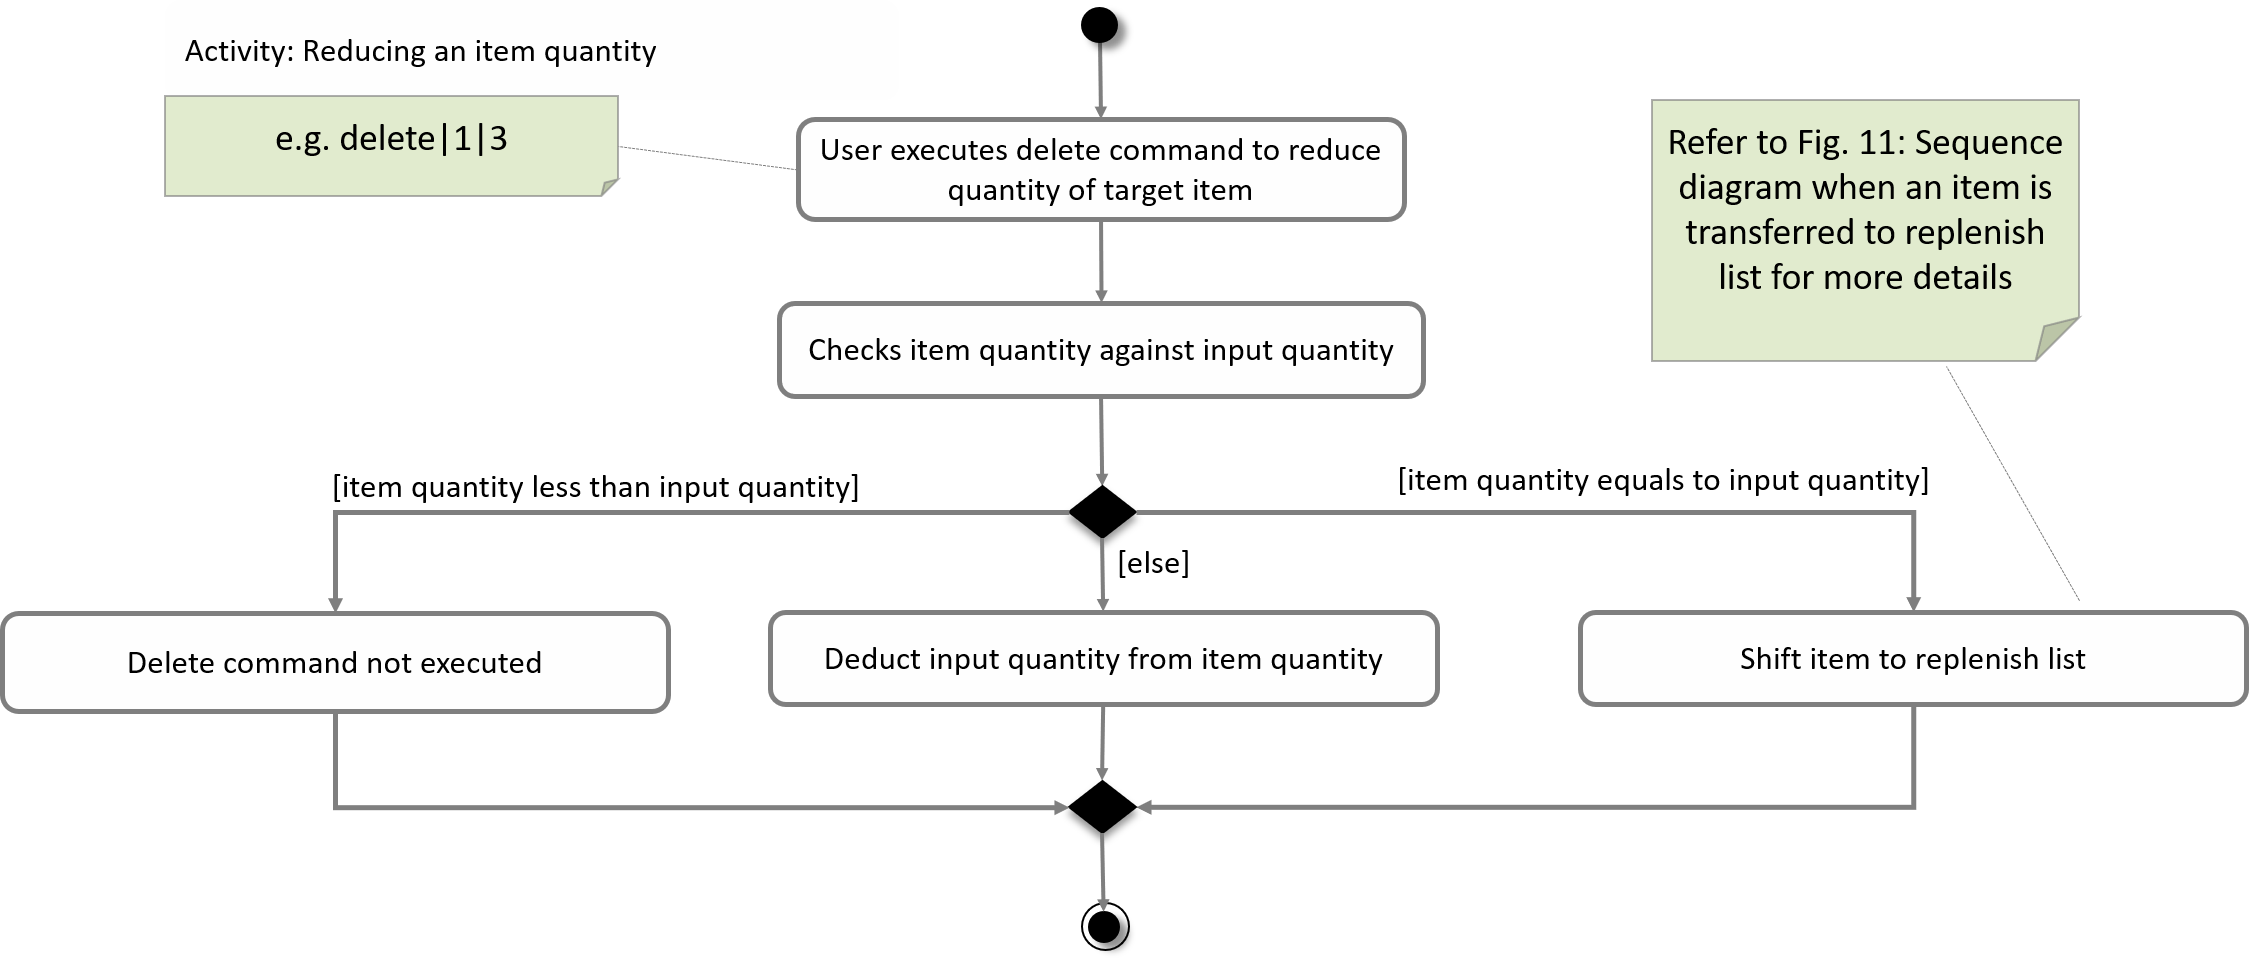 Activity: Reducing an item quantity
e.g. delete|1|3
User executes delete command to reduce
quantity of target item
Refer to Fig. 11: Sequence
diagram when an item is
transferred to replenish
list for more details
Checks item quantity against input quantity
[item quantity less than input quantity]
[item quantity equals to input quantity]
[else]
Delete command not executed
Deduct input quantity from item quantity
Shift item to replenish list